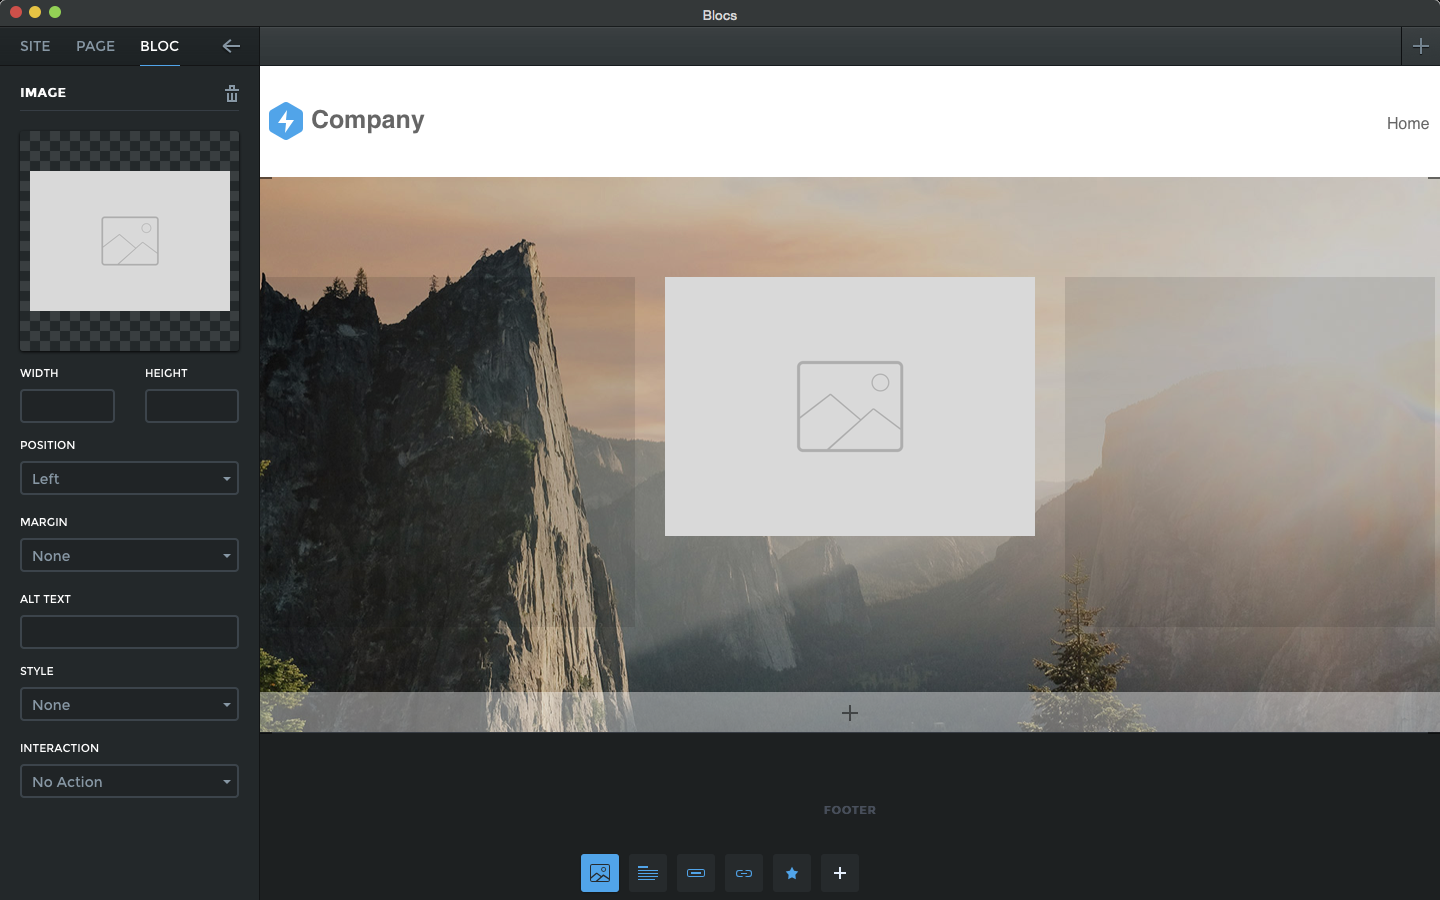 Blocs
SITE PAGE BLOC
IMAGE
Company
Home
WIDTH HEIGHT
POSITION
Left
MARGIN
None
ALT TEXT
STYLE
None
INTERACTION
No Action
FOOTER